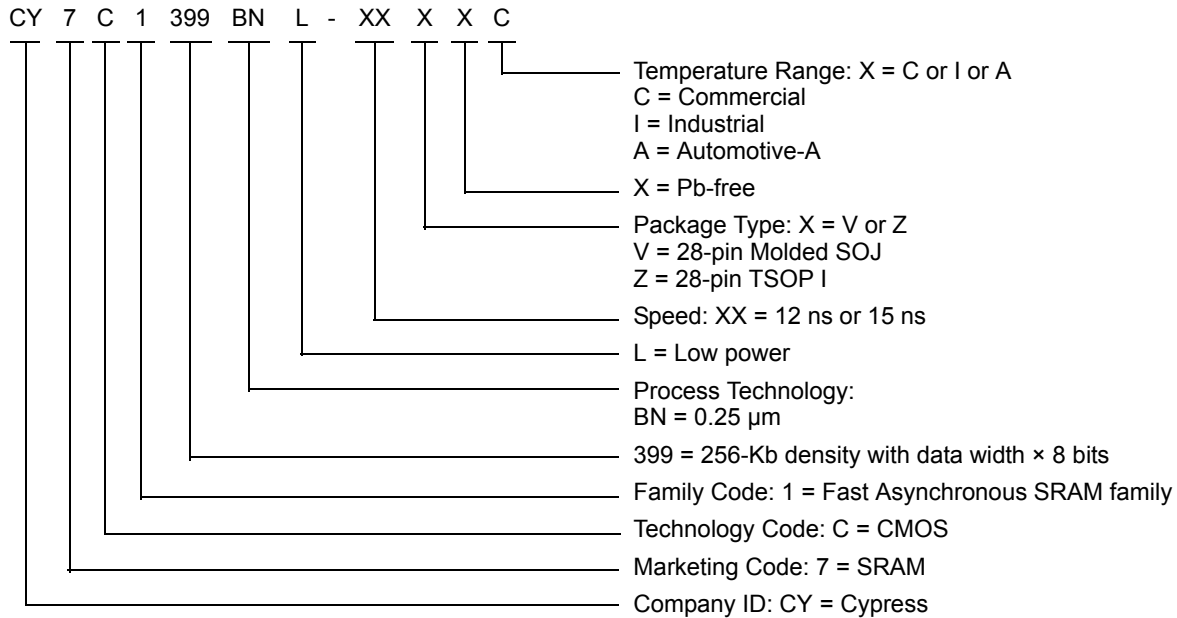 CY 7 C 1 399 BN L - XX X X C
Temperature Range: X = C or I or A
C = Commercial
I = Industrial
A = Automotive-A
X = Pb-free
Package Type: X = V or Z
V = 28-pin Molded SOJ
Z = 28-pin TSOP I
Speed: XX = 12 ns or 15 ns
L = Low power
Process Technology:
BN = 0.25 µm
399 = 256-Kb density with data width × 8 bits
Family Code: 1 = Fast Asynchronous SRAM family
Technology Code: C = CMOS
Marketing Code: 7 = SRAM
Company ID: CY = Cypress